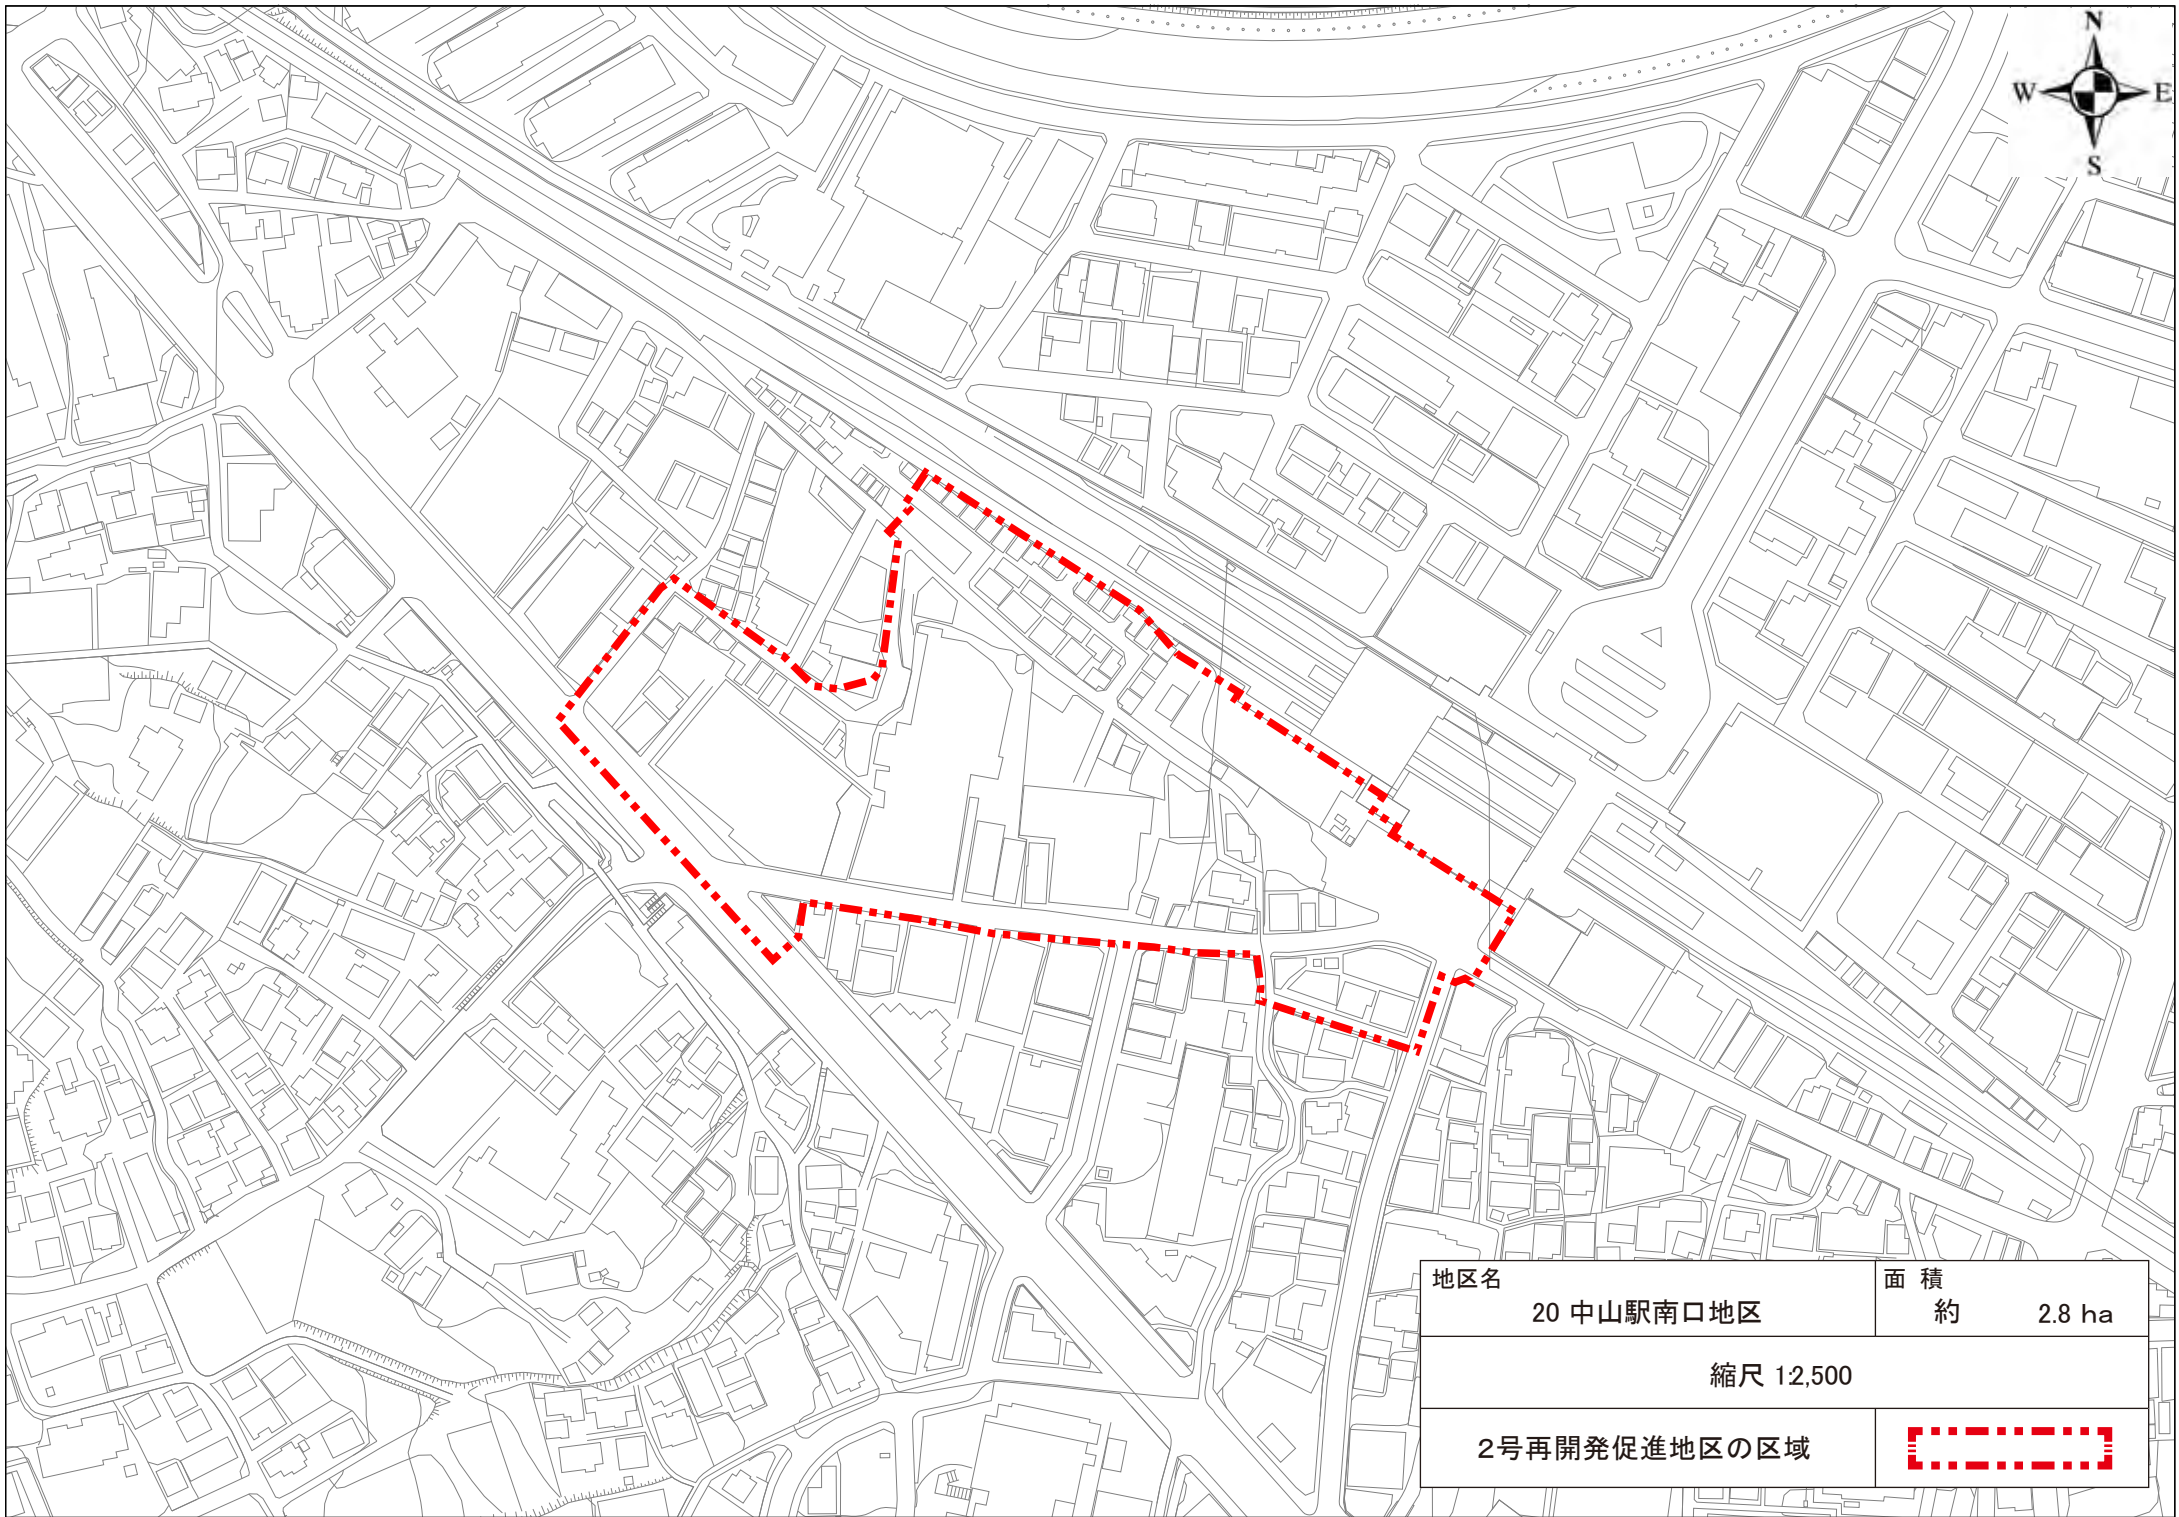 N
W E
S
地区名
20 中山駅南口地区
面 積
約 2.8 ha
縮尺 1:2,500
2号再開発促進地区の区域